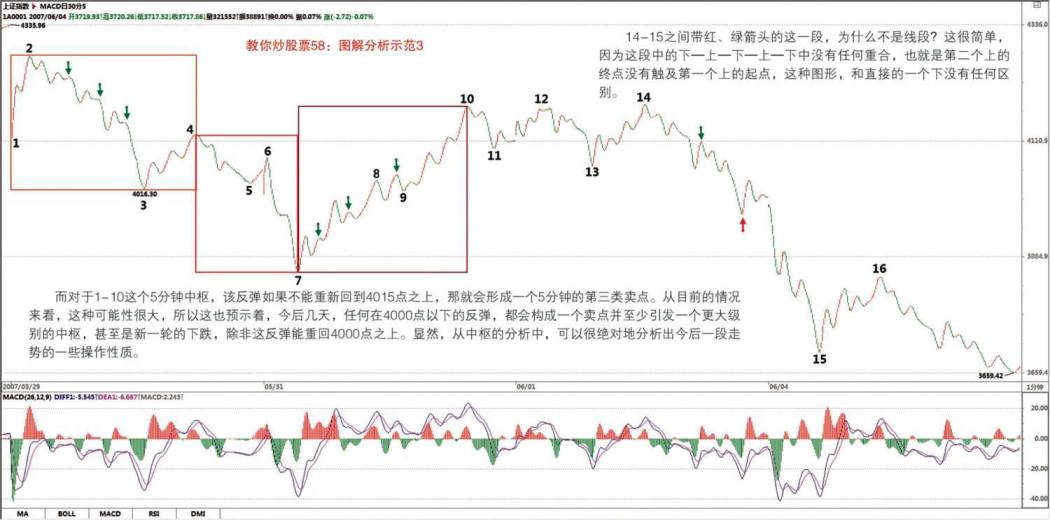 上证指数 ▶ MACD日30分5
1A0001 2007/06/04 开3719.93↑高3720.26↓低3717.52↓收3717.86↓量321552↑额38891↑换0.00% 振0.07% 涨(-2.72)-0.07%
4335.96
4336.0
教你炒股票58：图解分析示范3
14-15之间带红、绿箭头的这一段，为什么不是线段？这很简单，
因为这段中的下—上—下—上—下中没有任何重合，也就是第二个上的
终点没有触及第一个上的起点，这种图形，和直接的一个下没有任何区
别。
2
10
12
14
4110.5
1
4
6
11
13
8
5
9
4016.30
3
3884.9
7
16
而对于1-10这个5分钟中枢，该反弹如果不能重新回到4015点之上，那就会形成一个5分钟的第三类卖点。从目前的情况
来看，这种可能性很大，所以这也预示着，今后几天，任何在4000点以下的反弹，都会构成一个卖点并至少引发一个更大级
别的中枢，甚至是新一轮的下跌，除非这反弹能重回4000点之上。显然，从中枢的分析中，可以很绝对地分析出今后一段走
势的一些操作性质。
15
3659.42
3659.4
2007/05/29
05/31
06/01
06/04
1分钟
MACD(26,12,9) DIFF1:-5.545↑DEA1:-6.667↑MACD:2.243↑
20.00
0.00
-20.00
-40.00
MA BOLL MACD RSI DMI